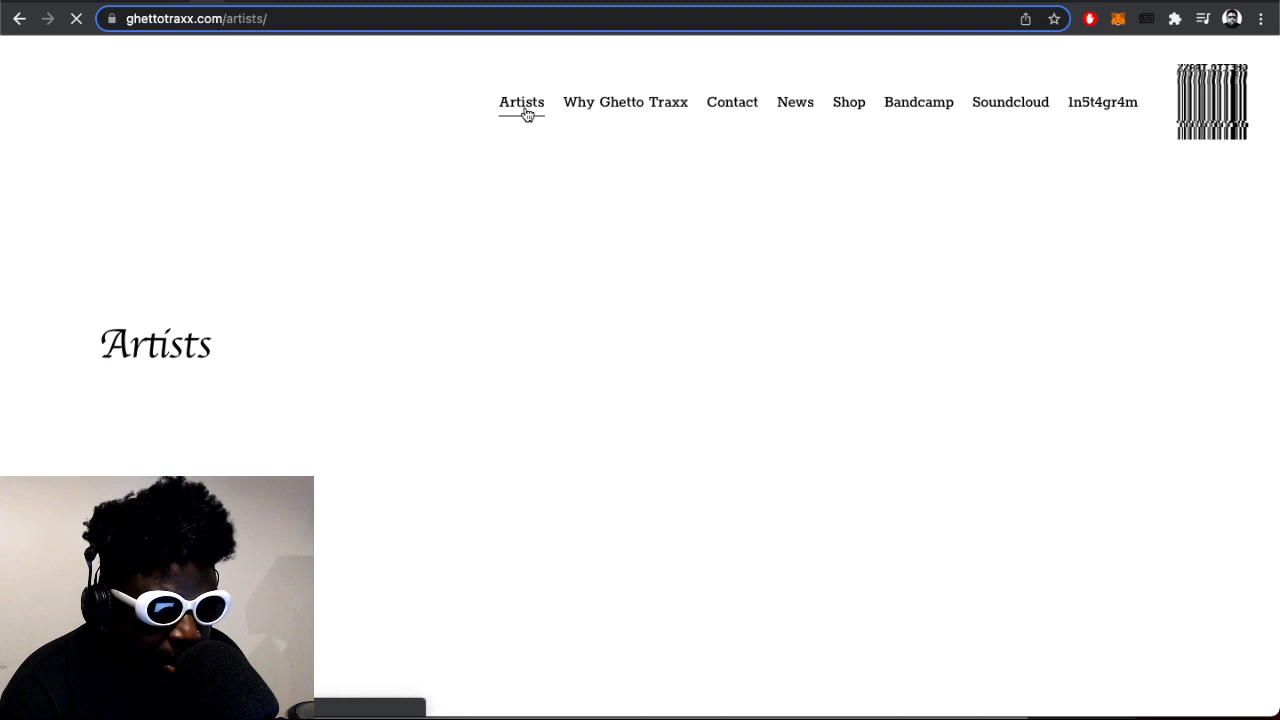 ghettotraxx.com/artists/
Artists Why Ghetto Traxx Contact News Shop Bandcamp Soundcloud 1n5t4gr4m
Artists